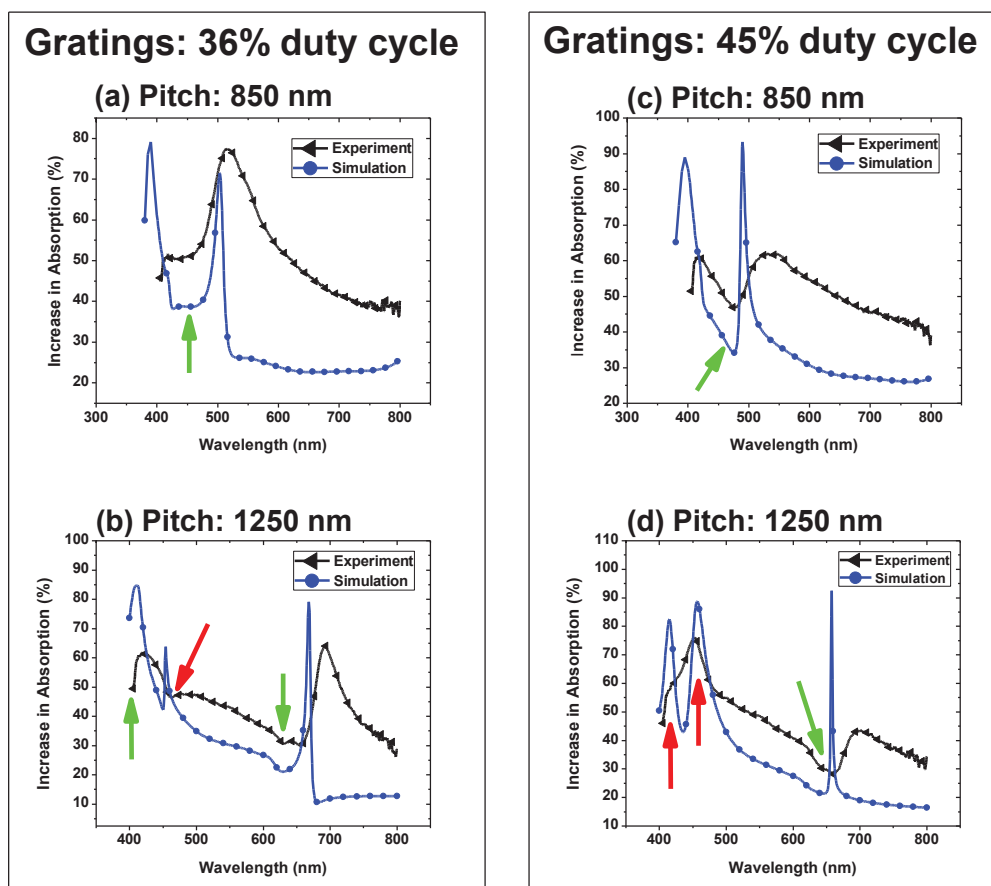 Gratings: 36% duty cycle
(a) Pitch: 850 nm
Increase in Absorption (%)
80
70
60
50
40
30
20
Experiment
Simulation
300 400 500 600 700 800
Wavelength (nm)
(b) Pitch: 1250 nm
Increase in Absorption (%)
100
90
80
70
60
50
40
30
20
10
Experiment
Simulation
400 500 600 700 800
Wavelength (nm)
Gratings: 45% duty cycle
(c) Pitch: 850 nm
Increase in Absorption (%)
100
90
80
70
60
50
40
30
20
Experiment
Simulation
300 400 500 600 700 800
Wavelength (nm)
(d) Pitch: 1250 nm
Increase in Absorption (%)
110
100
90
80
70
60
50
40
30
20
10
Experiment
Simulation
400 500 600 700 800
Wavelength (nm)